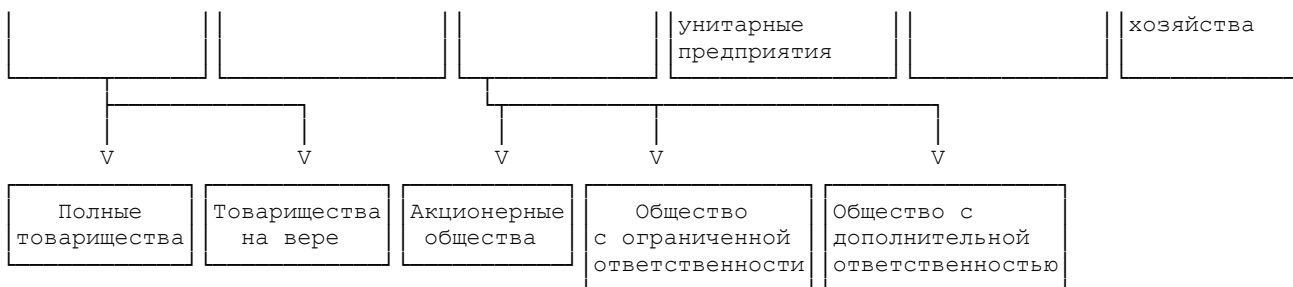 унитарные хозяйства
предприятия
V V V V V
Полные Товарищества Акционерные Общество Общество с
товарищества на вере общества с ограниченной дополнительной
ответственности ответственностью